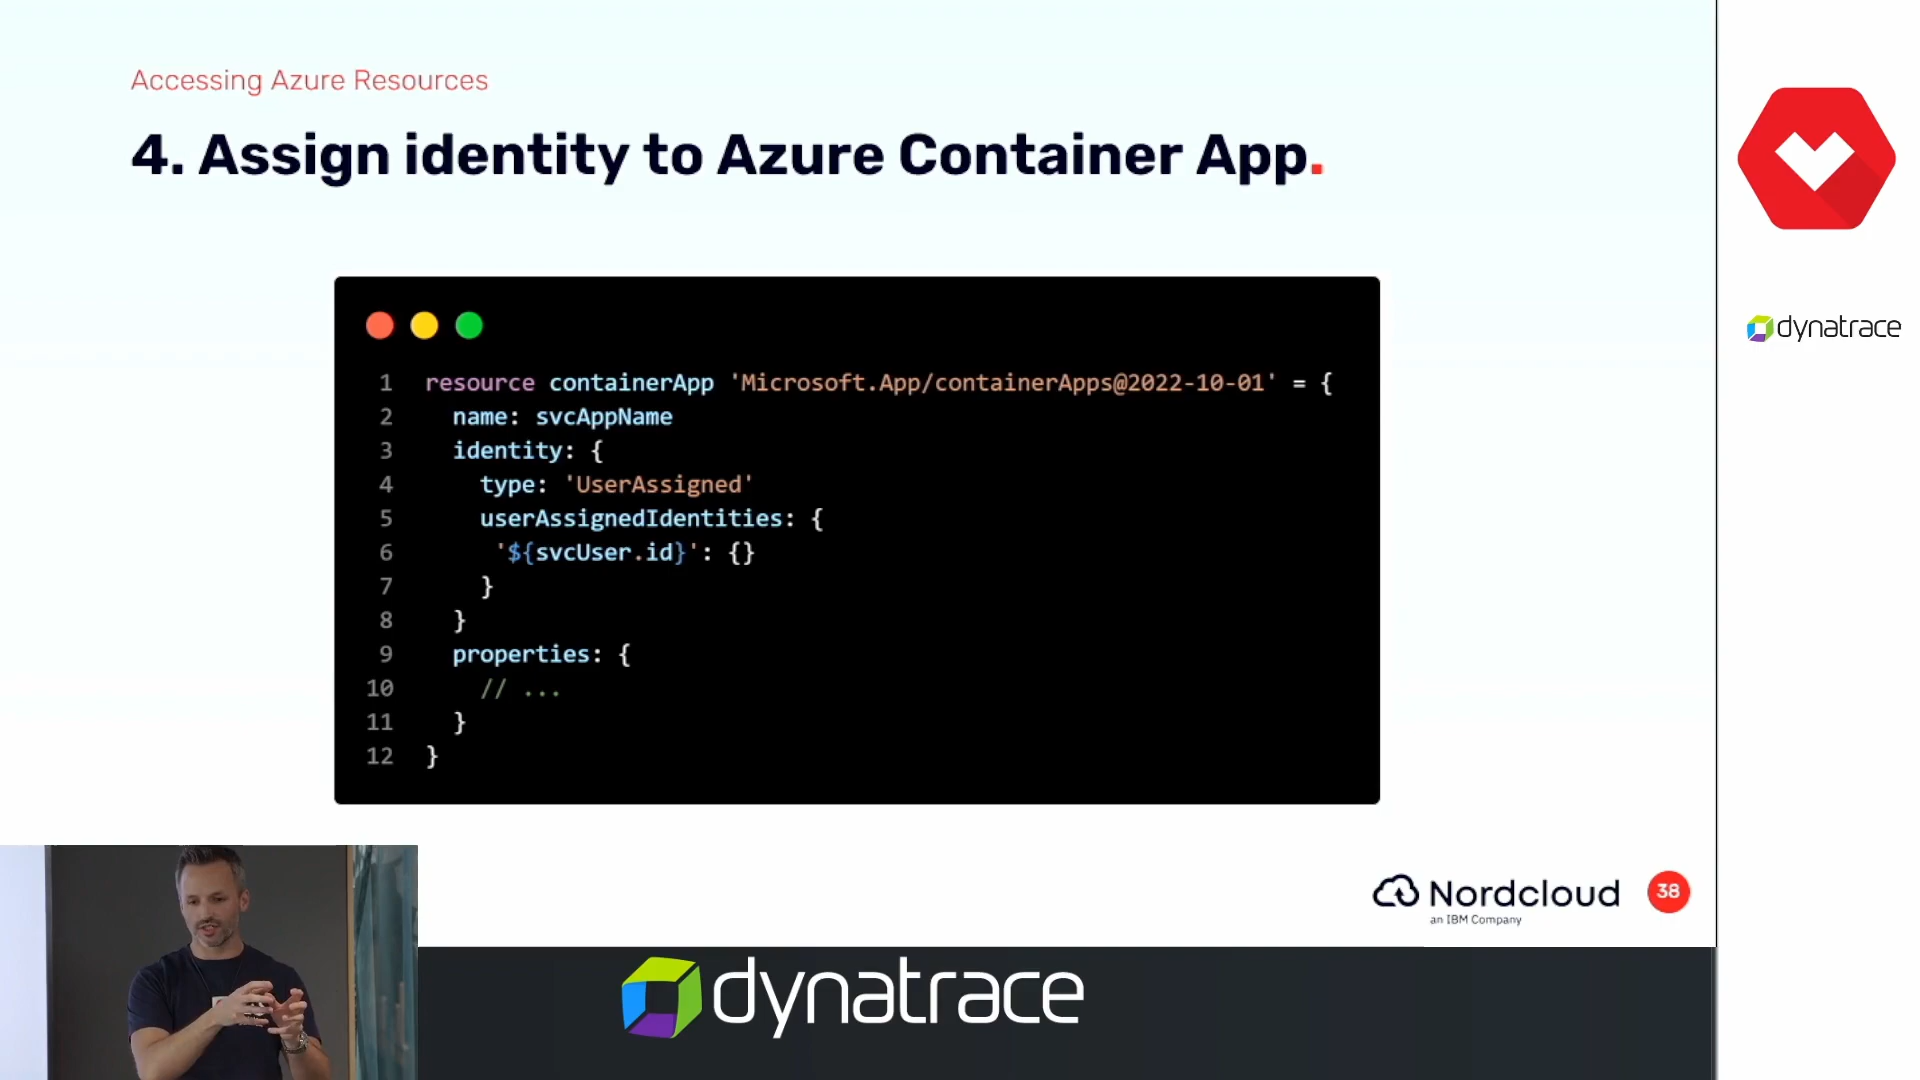 Accessing Azure Resources
4. Assign identity to Azure Container App.
1 resource containerApp 'Microsoft.App/containerApps@2022-10-01' = {
2 name: svcAppName
3 identity: {
4 type: 'UserAssigned'
5 userAssignedIdentities: {
6 '${svcUser.id}': {}
7 }
8 }
9 properties: {
10 // ...
11 }
12 }
Nordcloud
an IBM Company
38
dynatrace
dynatrace